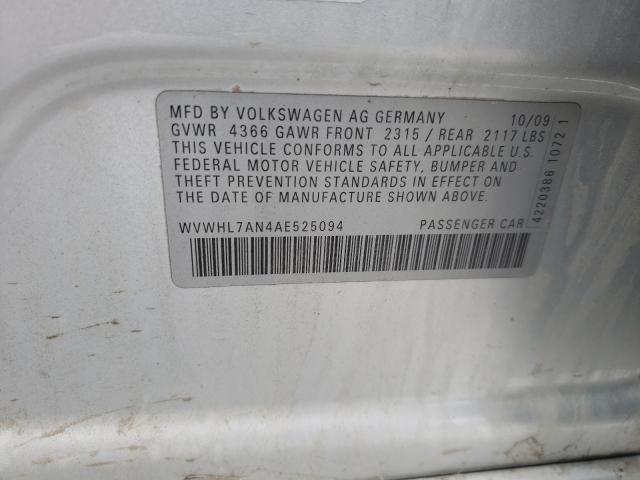 MFD BY VOLKSWAGEN AG GERMANY 10/09
GVWR 4366 GAWR FRONT 2315 / REAR 2117 LBS
THIS VEHICLE CONFORMS TO ALL APPLICABLE U.S.
FEDERAL MOTOR VEHICLE SAFETY, BUMPER AND
THEFT PREVENTION STANDARDS IN EFFECT ON
THE DATE OF MANUFACTURE SHOWN ABOVE.
WVWHL7AN4AE525094 PASSENGER CAR
4220386 1072 1